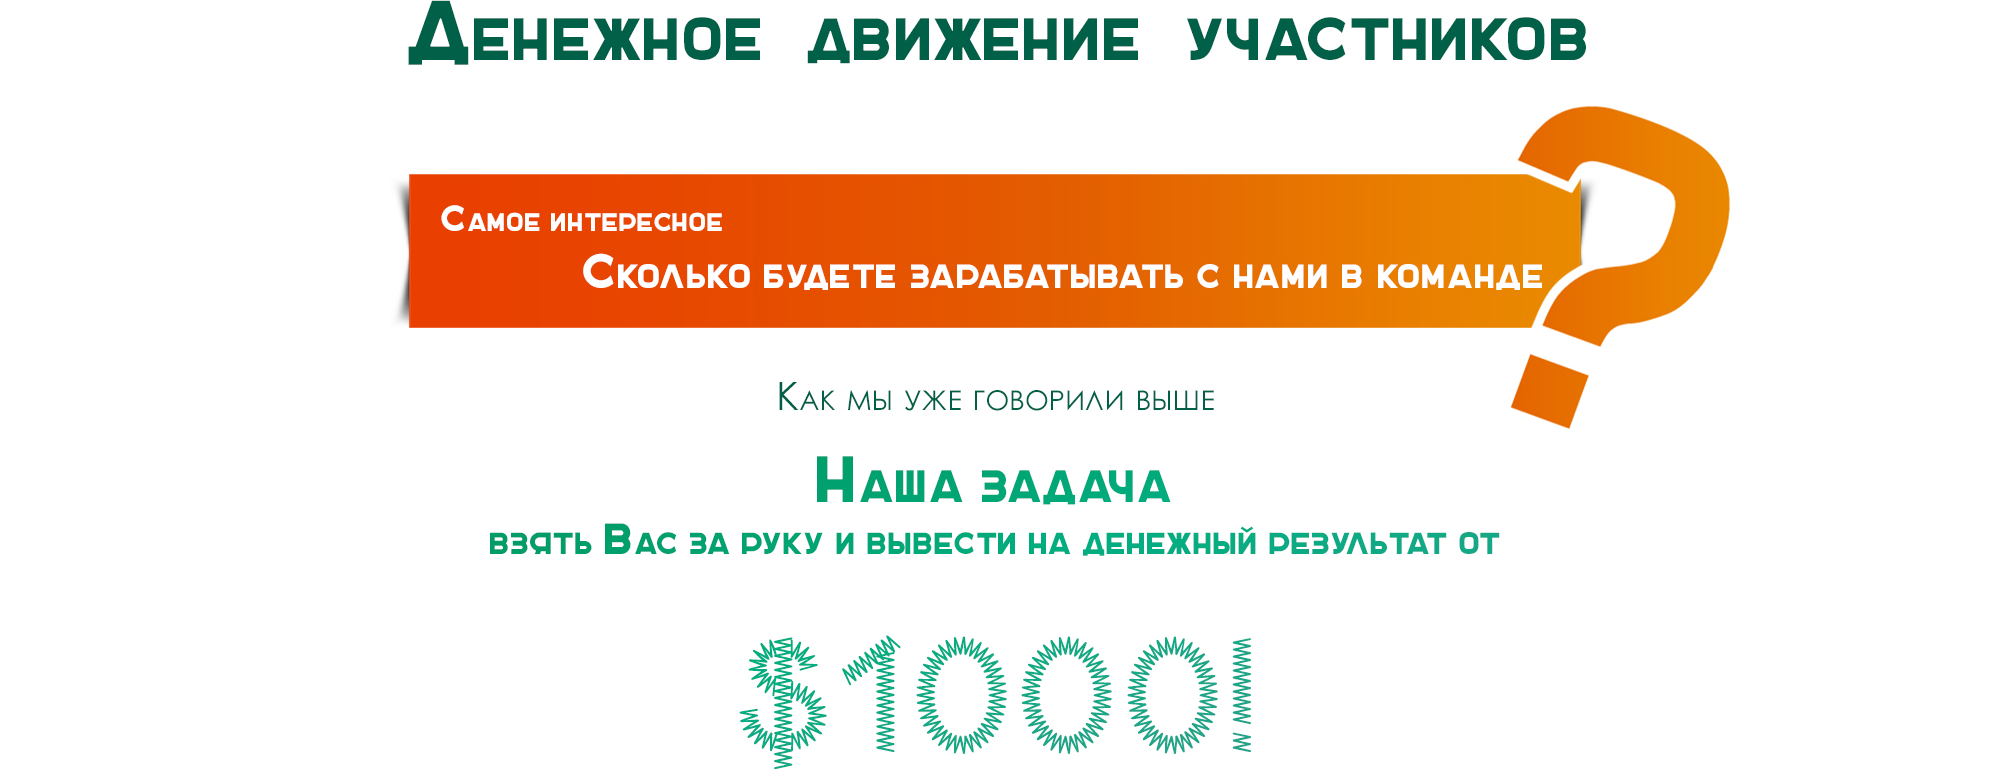 Денежное движение участников
Самое интересное
Сколько будете зарабатывать с нами в команде
?
Как мы уже говорили выше
Наша задача
взять Вас за руку и вывести на денежный результат от
$1000!